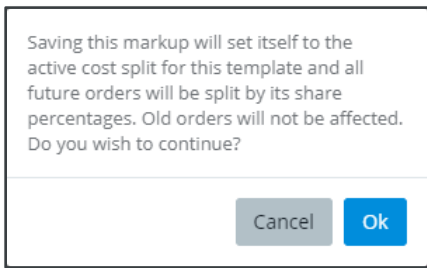 Saving this markup will set itself to the
active cost split for this template and all
future orders will be split by its share
percentages. Old orders will not be affected.
Do you wish to continue?
Cancel
Ok